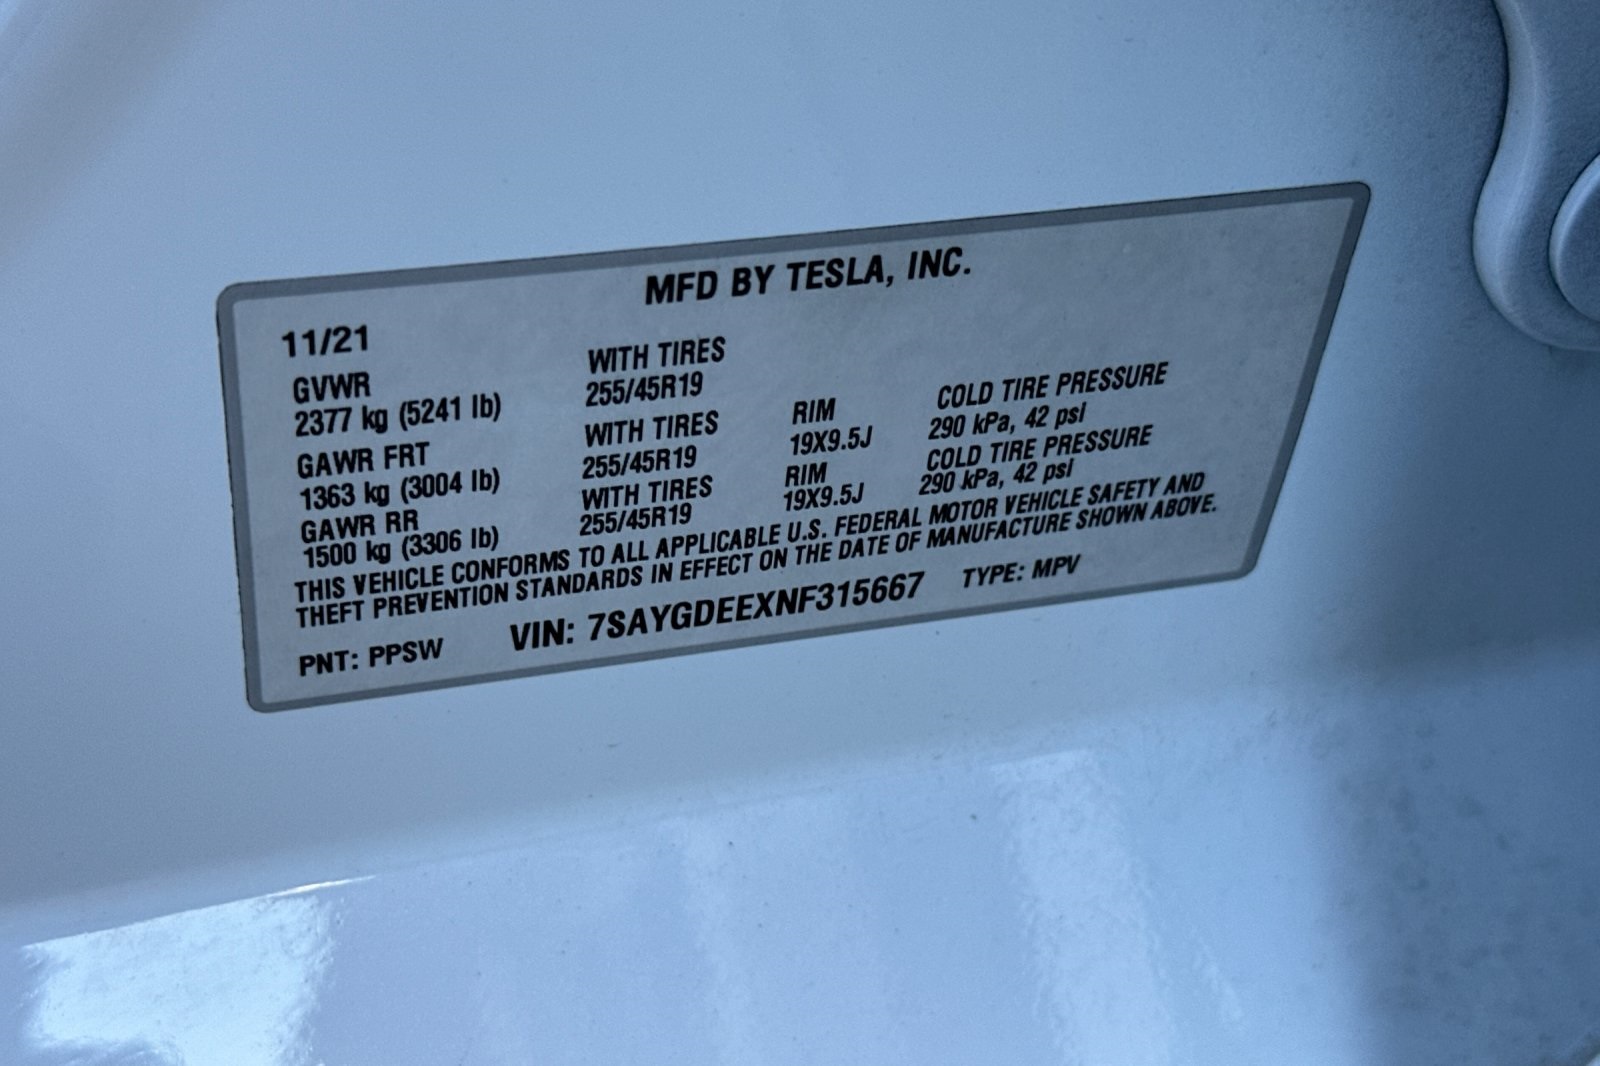 MFD BY TESLA, INC.
11/21
GVWR WITH TIRES
2377 kg (5241 lb) 255/45R19
GAWR FRT WITH TIRES RIM COLD TIRE PRESSURE
1363 kg (3004 lb) 255/45R19 19X9.5J 290 kPa, 42 psi
GAWR RR WITH TIRES RIM COLD TIRE PRESSURE
1500 kg (3306 lb) 255/45R19 19X9.5J 290 kPa, 42 psi
THIS VEHICLE CONFORMS TO ALL APPLICABLE U.S. FEDERAL MOTOR VEHICLE SAFETY AND
THEFT PREVENTION STANDARDS IN EFFECT ON THE DATE OF MANUFACTURE SHOWN ABOVE.
PNT: PPSW VIN: 7SAYGDEEXNF315667 TYPE: MPV